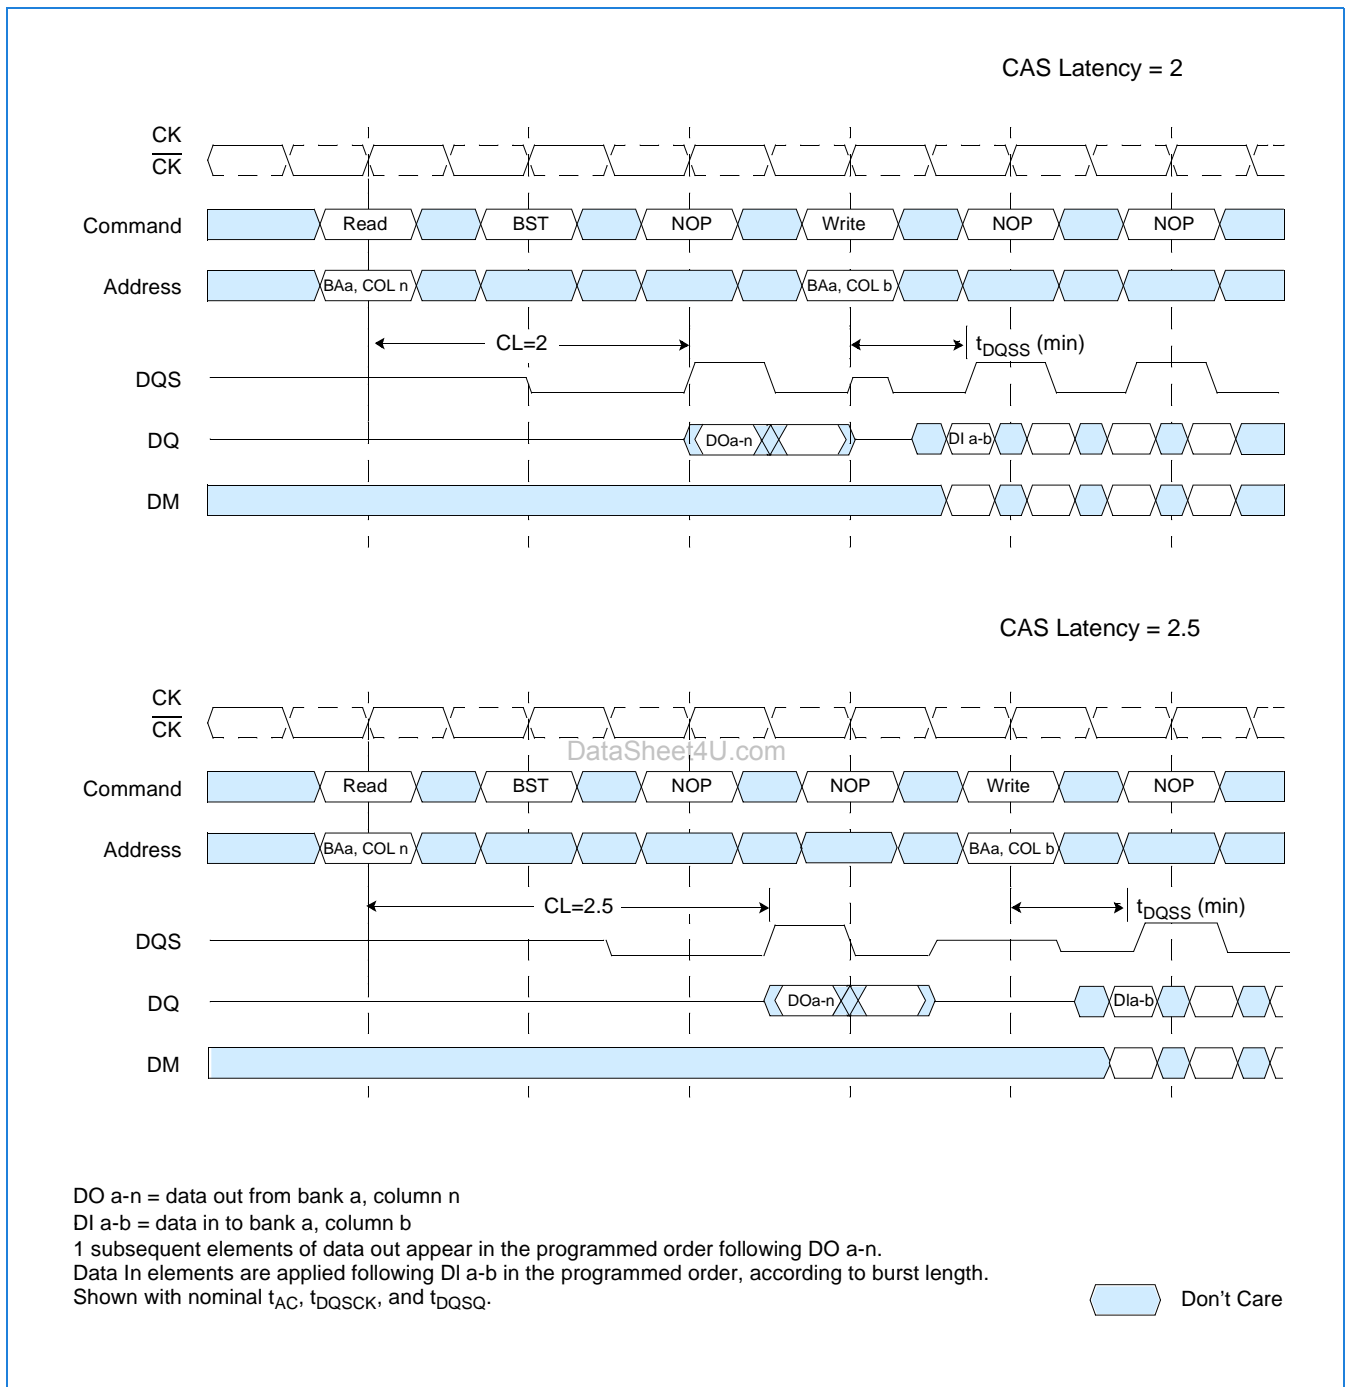 CAS Latency = 2
CK
CK
Command Read BST NOP Write NOP NOP
Address BAa, COL n BAa, COL b
CL=2 tDQSS (min)
DQS
DQ DOa-n DI a-b
DM
CAS Latency = 2.5
CK
CK
DataSheet4U.com
Command Read BST NOP NOP Write NOP
Address BAa, COL n BAa, COL b
CL=2.5 tDQSS (min)
DQS
DQ DOa-n DIa-b
DM
DO a-n = data out from bank a, column n
DI a-b = data in to bank a, column b
1 subsequent elements of data out appear in the programmed order following DO a-n.
Data In elements are applied following DI a-b in the programmed order, according to burst length.
Shown with nominal tAC, tDQSCK, and tDQSQ.
Don't Care